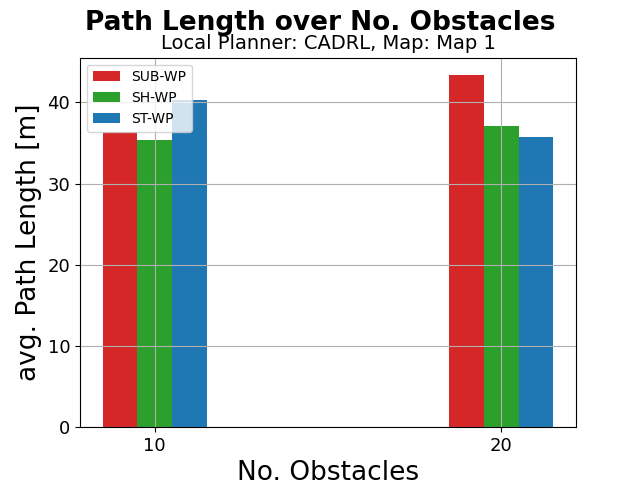 Path Length over No. Obstacles
Local Planner: CADRL, Map: Map 1
SUB-WP
SH-WP
ST-WP
avg. Path Length [m]
40
30
20
10
0
10
20
No. Obstacles